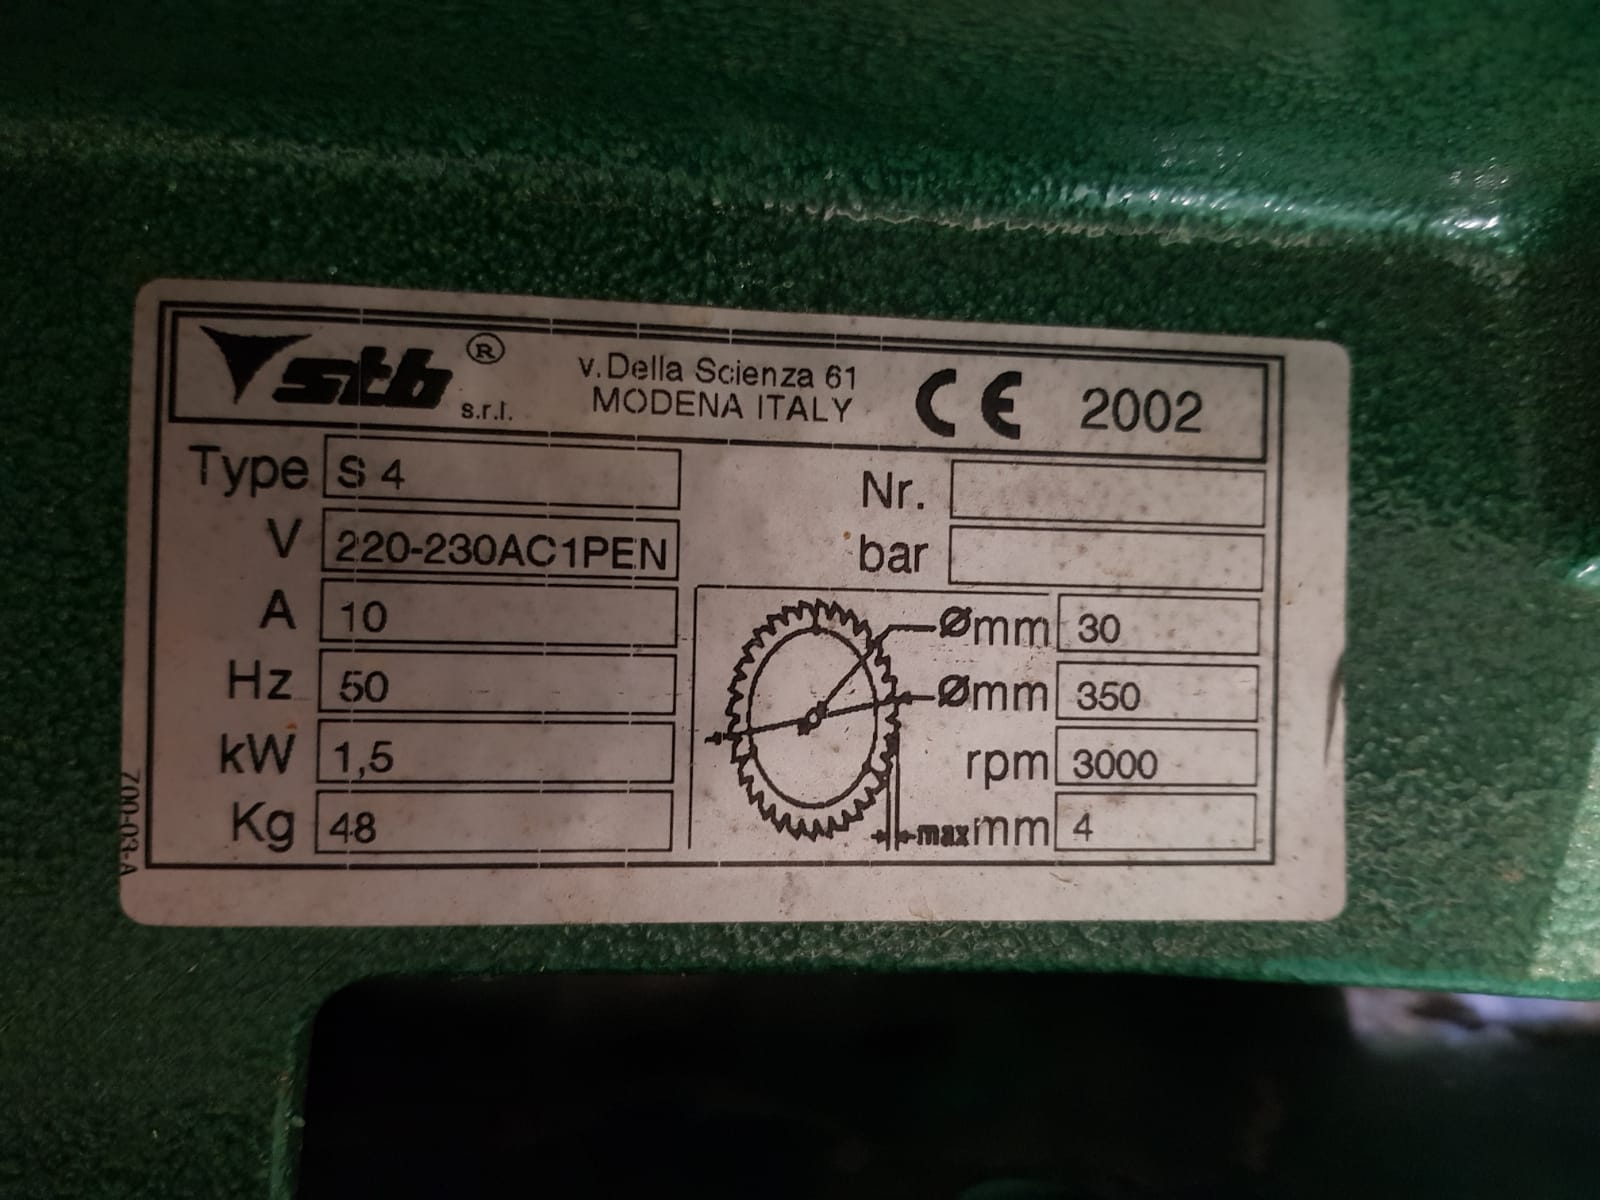 stb ®
s.r.l.
v.Della Scienza 61
MODENA ITALY
CE 2002
Type S 4
V 220-230AC1PEN
A 10
Hz 50
kW 1,5
Kg 48
Nr.
bar
Ømm 30
Ømm 350
rpm 3000
max mm 4
700-03-A